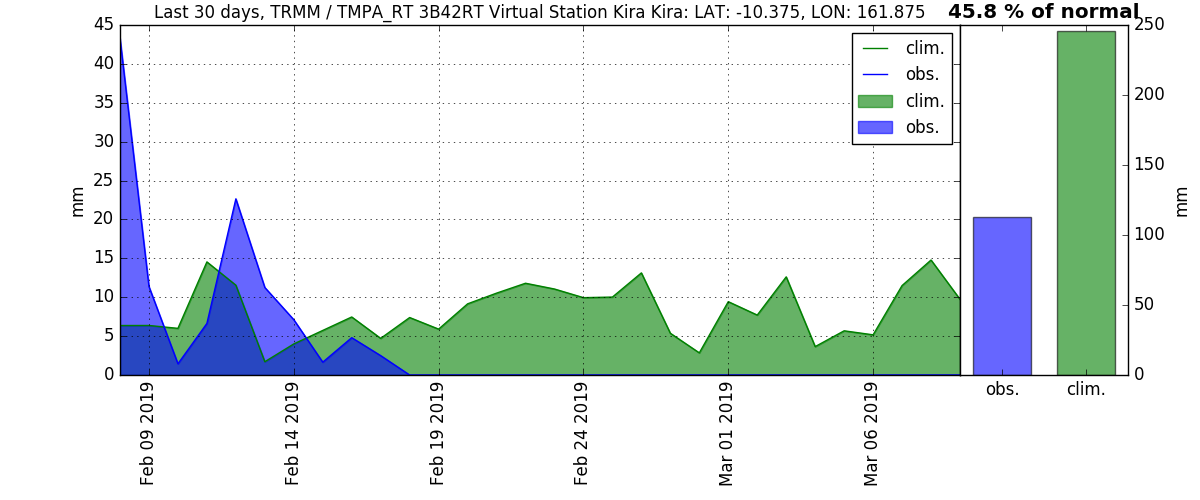 Last 30 days, TRMM / TMPA_RT 3B42RT Virtual Station Kira Kira: LAT: -10.375, LON: 161.875
45.8 % of normal
45
40
35
30
25
20
15
10
5
0
mm
clim.
obs.
clim.
obs.
250
200
150
100
50
0
mm
obs.
clim.
Feb 09 2019
Feb 14 2019
Feb 19 2019
Feb 24 2019
Mar 01 2019
Mar 06 2019